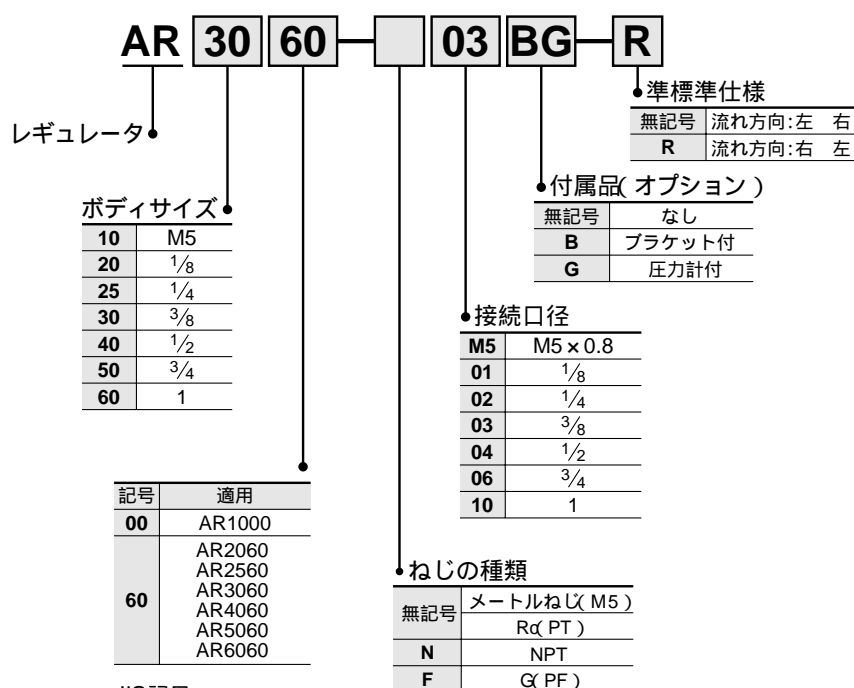 AR 30 60 — 03 BG — R
レギュレータ
準標準仕様
無記号 流れ方向:左 右
R 流れ方向:右 左
付属品(オプション)
無記号 なし
B ブラケット付
G 圧力計付
ボディサイズ
10 M5
20 1/8
25 1/4
30 3/8
40 1/2
50 3/4
60 1
接続口径
M5 M5×0.8
01 1/8
02 1/4
03 3/8
04 1/2
06 3/4
10 1
記号 適用
00 AR1000
60 AR2060
AR2560
AR3060
AR4060
AR5060
AR6060
ねじの種類
無記号 メートルねじ(M5)
Rc(PT)
N NPT
F G(PF)